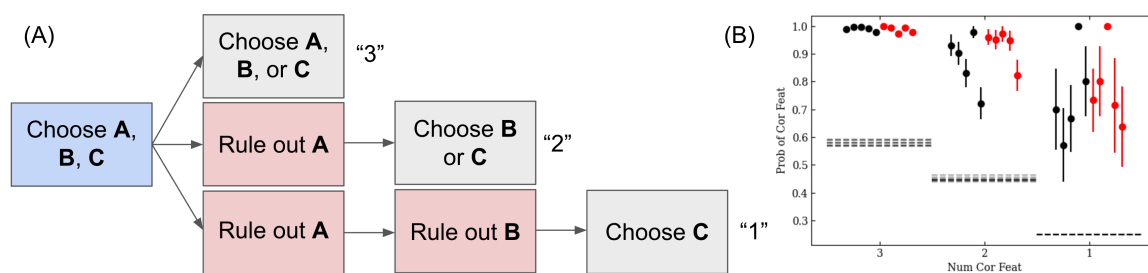 (A)
Choose A,
B, C
Choose A,
B, or C
"3"
Rule out A
Choose B
or C
"2"
Rule out A
Rule out B
Choose C
"1"
(B)
Prob of Cor Feat
1.0
0.9
0.8
0.7
0.6
0.5
0.4
0.3
3
2
1
Num Cor Feat